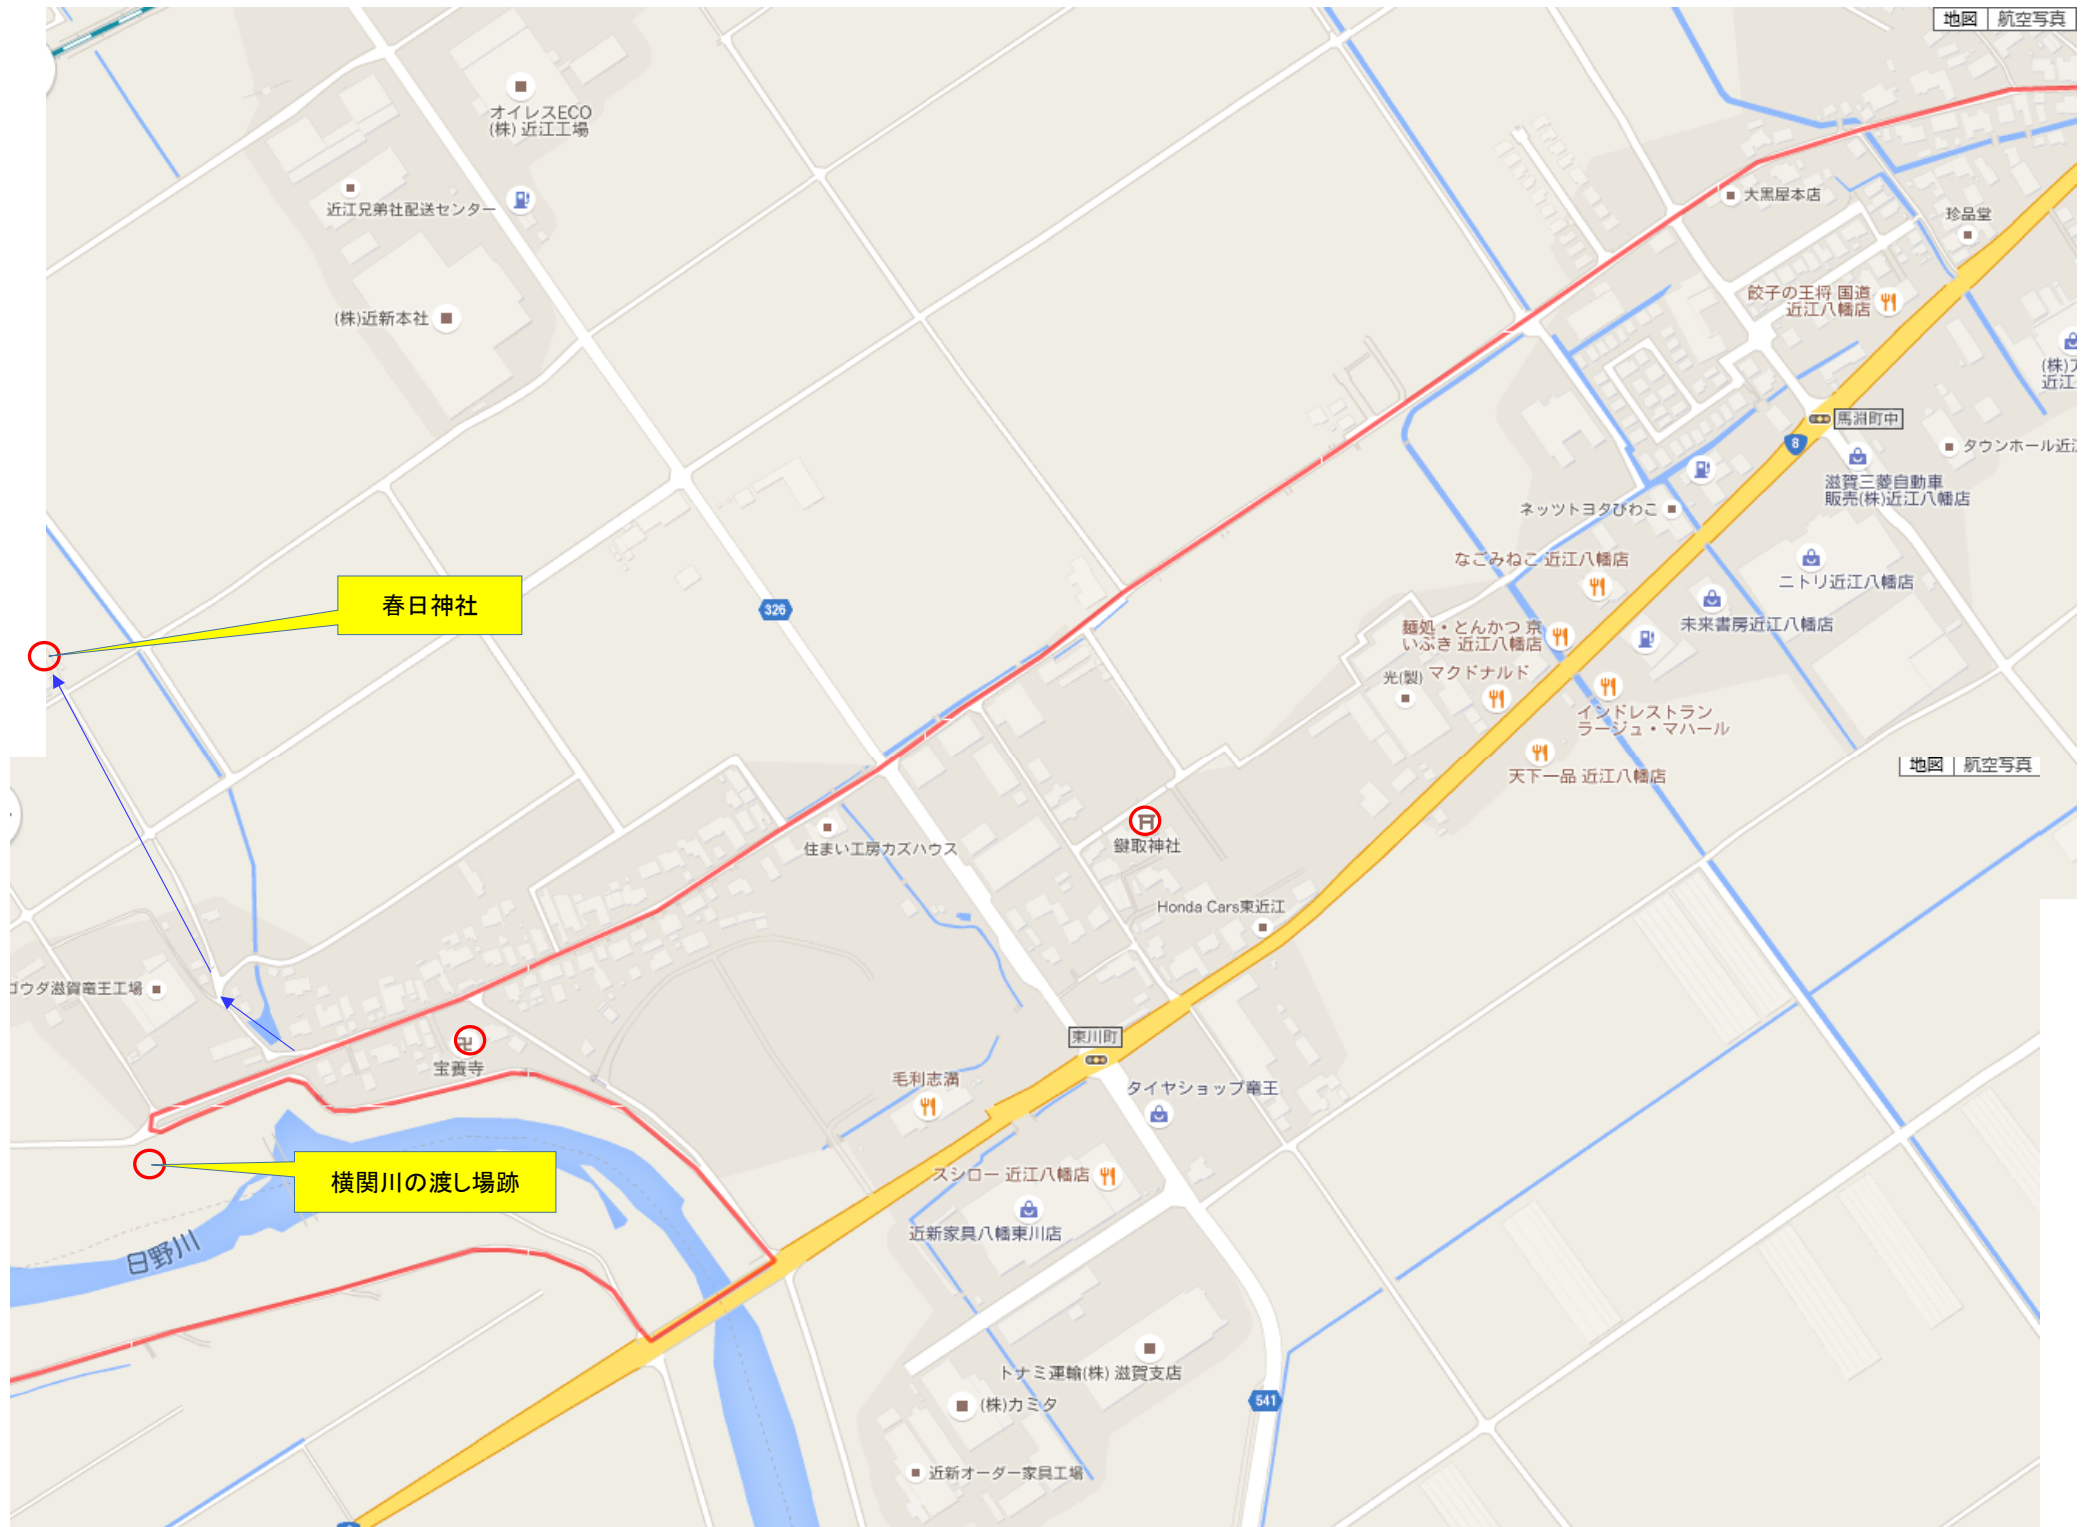 地図 航空写真
オイレスECO
(株) 近江工場
近江兄弟社配送センター
大黒屋本店
珍品堂
餃子の王将 国道
近江八幡店
(株)近新本社
(株)
近江
馬淵町中
8
タウンホール近江
滋賀三菱自動車
販売(株)近江八幡店
ネッツトヨタびわこ
なごみねこ 近江八幡店
ニトリ近江八幡店
春日神社
326
未来書房近江八幡店
麺処・とんかつ 京
いぶき 近江八幡店
光(製)
マクドナルド
インドレストラン
ラージュ・マハール
天下一品 近江八幡店
地図 航空写真
鍵取神社
住まい工房カズハウス
Honda Cars東近江
ゴウダ滋賀竜王工場
宝養寺
東川町
毛利志満
タイヤショップ竜王
横関川の渡し場跡
スシロー 近江八幡店
近新家具八幡東川店
日野川
トナミ運輸(株) 滋賀支店
(株)カミタ
541
近新オーダー家具工場